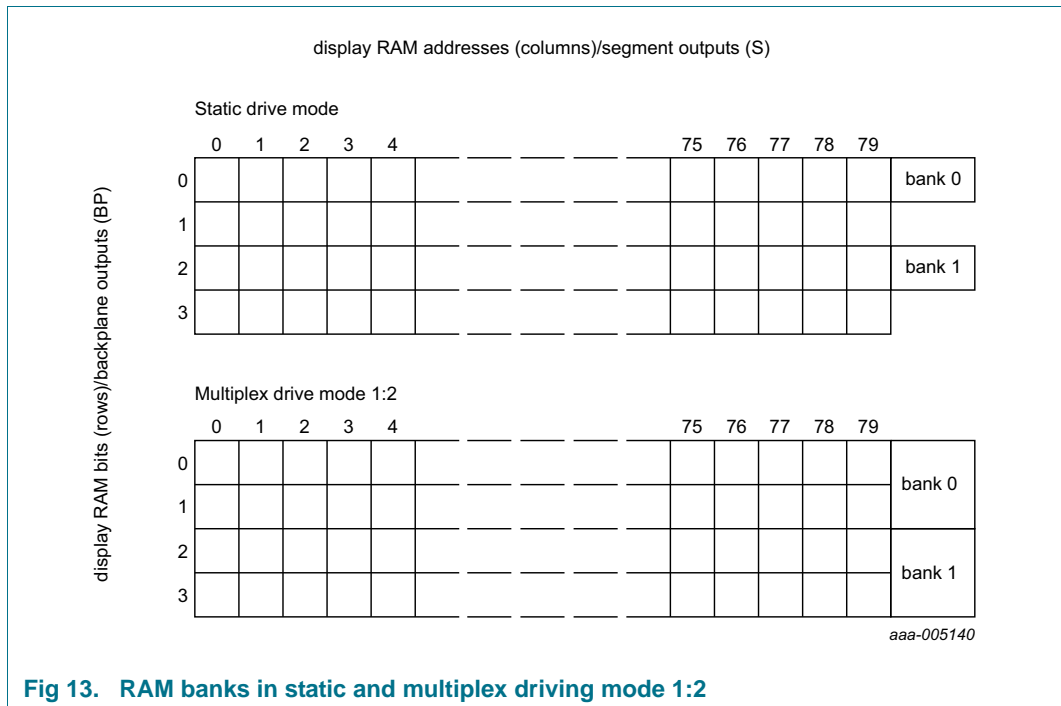 display RAM addresses (columns)/segment outputs (S)
display RAM bits (rows)/backplane outputs (BP)
Static drive mode
0 1 2 3 4 75 76 77 78 79
0 bank 0
1
2 bank 1
3
Multiplex drive mode 1:2
0 1 2 3 4 75 76 77 78 79
0
bank 0
1
2
bank 1
3
aaa-005140
Fig 13. RAM banks in static and multiplex driving mode 1:2